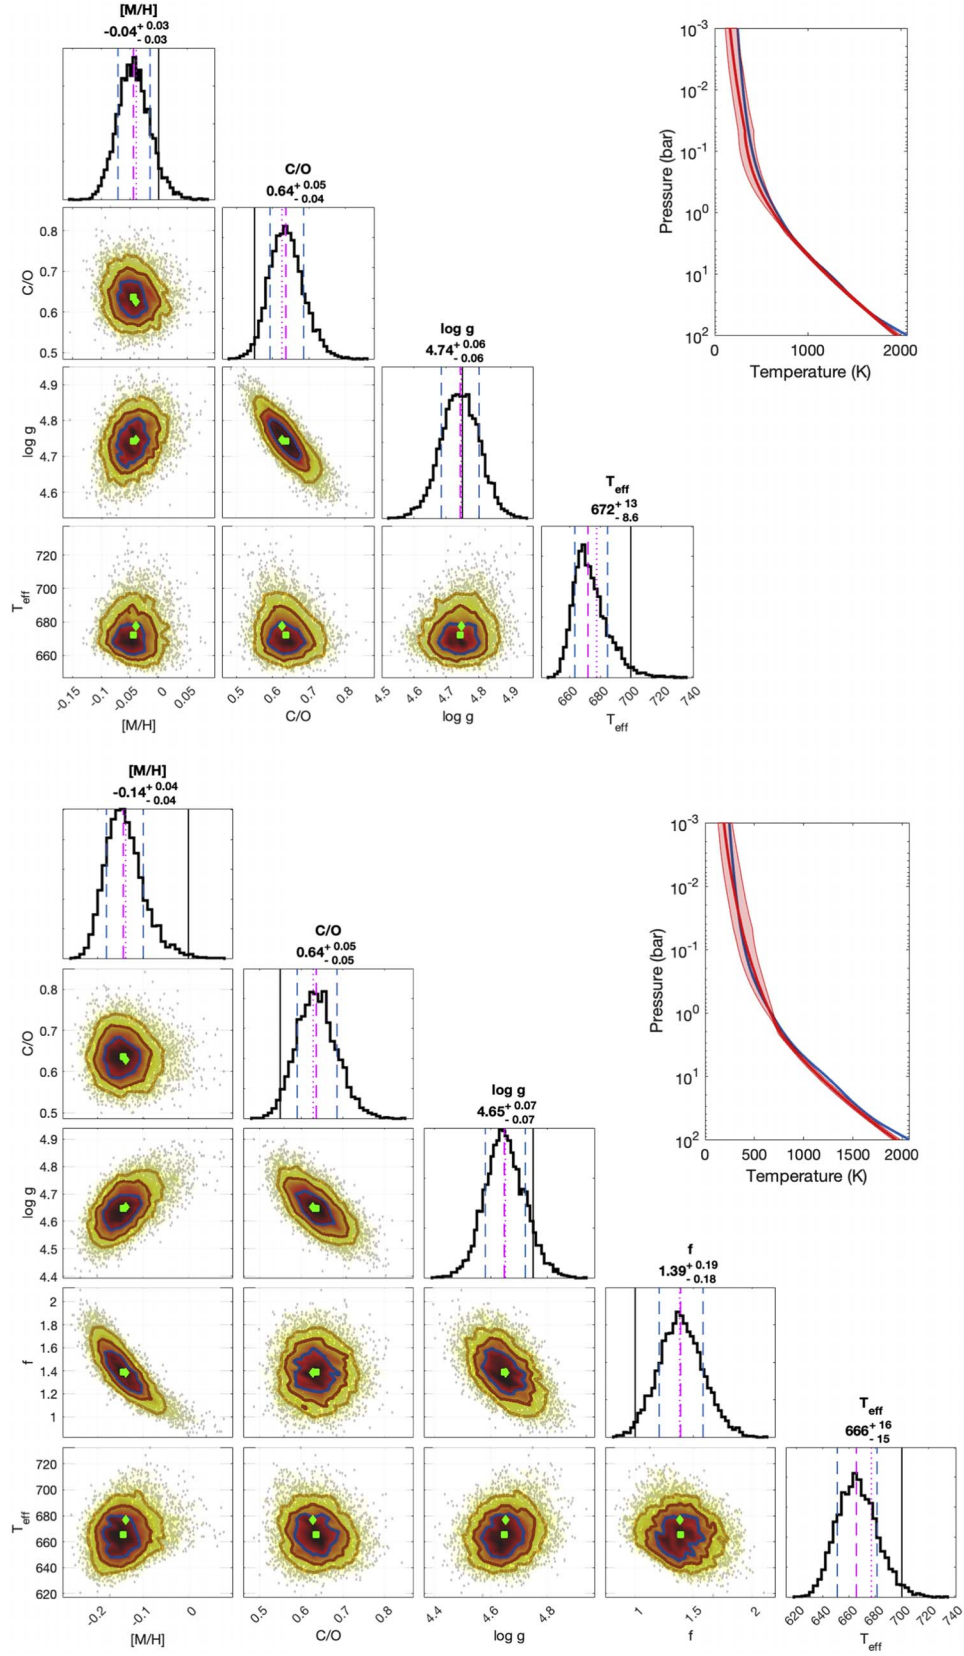 [M/H]
-0.04 + 0.03 - 0.03
C/O
0.64 + 0.05 - 0.04
log g
4.74 + 0.06 - 0.06
T eff
672 + 13 - 8.6
C/O
0.8
0.7
0.6
0.5
log g
4.9
4.8
4.7
4.6
T eff
720
700
680
660
-0.15 -0.1 -0.05 0 0.05
[M/H]
0.5 0.6 0.7 0.8
C/O
4.5 4.6 4.7 4.8 4.9
log g
660 680 700 720 740
T eff
Pressure (bar)
10-3
10-2
10-1
100
101
102
0 1000 2000
Temperature (K)
[M/H]
-0.14 + 0.04 - 0.04
C/O
0.64 + 0.05 - 0.05
log g
4.65 + 0.07 - 0.07
f
1.39 + 0.19 - 0.18
T eff
666 + 16 - 15
C/O
0.8
0.7
0.6
0.5
log g
4.9
4.8
4.7
4.6
4.5
4.4
f
2
1.8
1.6
1.4
1.2
1
T eff
720
700
680
660
640
620
-0.2 -0.1 0
[M/H]
0.5 0.6 0.7 0.8
C/O
4.4 4.6 4.8
log g
1 1.5 2
f
620 640 660 680 700 720 740
T eff
Pressure (bar)
10-3
10-2
10-1
100
101
102
0 500 1000 1500 2000
Temperature (K)